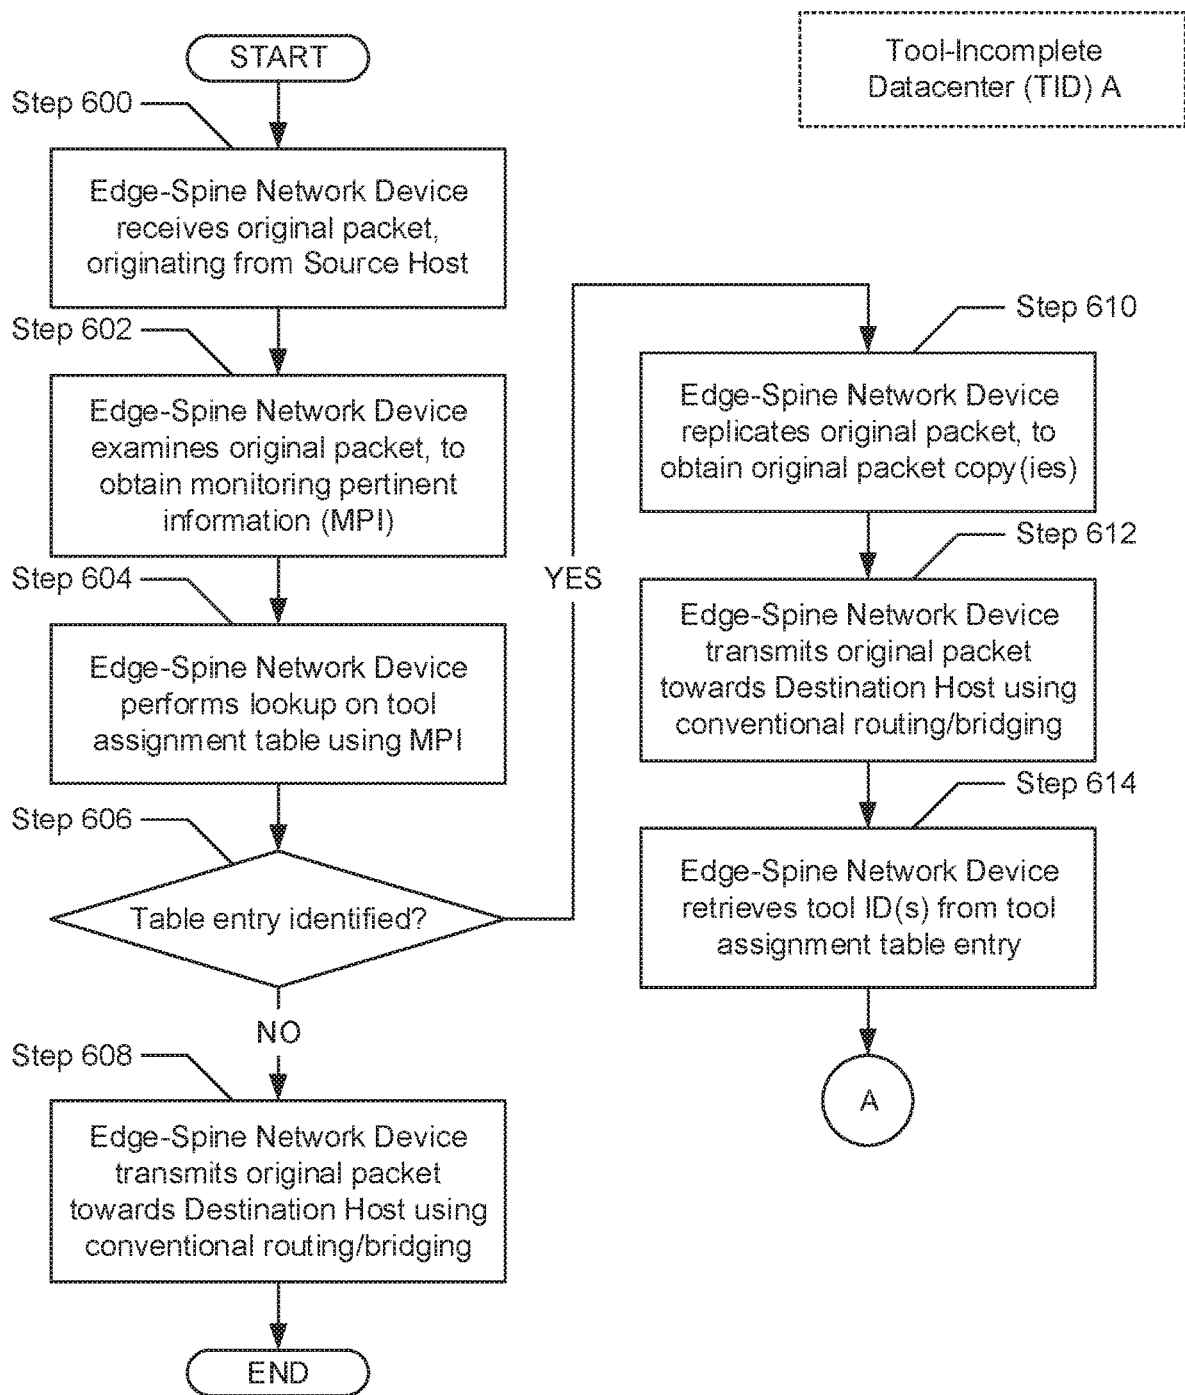 START
Tool-Incomplete
Datacenter (TID) A
Step 600
Edge-Spine Network Device
receives original packet,
originating from Source Host
Step 602
Edge-Spine Network Device
examines original packet, to
obtain monitoring pertinent
information (MPI)
Step 604
Edge-Spine Network Device
performs lookup on tool
assignment table using MPI
Step 606
Table entry identified?
NO
Step 608
Edge-Spine Network Device
transmits original packet
towards Destination Host using
conventional routing/bridging
END
YES
Step 610
Edge-Spine Network Device
replicates original packet, to
obtain original packet copy(ies)
Step 612
Edge-Spine Network Device
transmits original packet
towards Destination Host using
conventional routing/bridging
Step 614
Edge-Spine Network Device
retrieves tool ID(s) from tool
assignment table entry
A